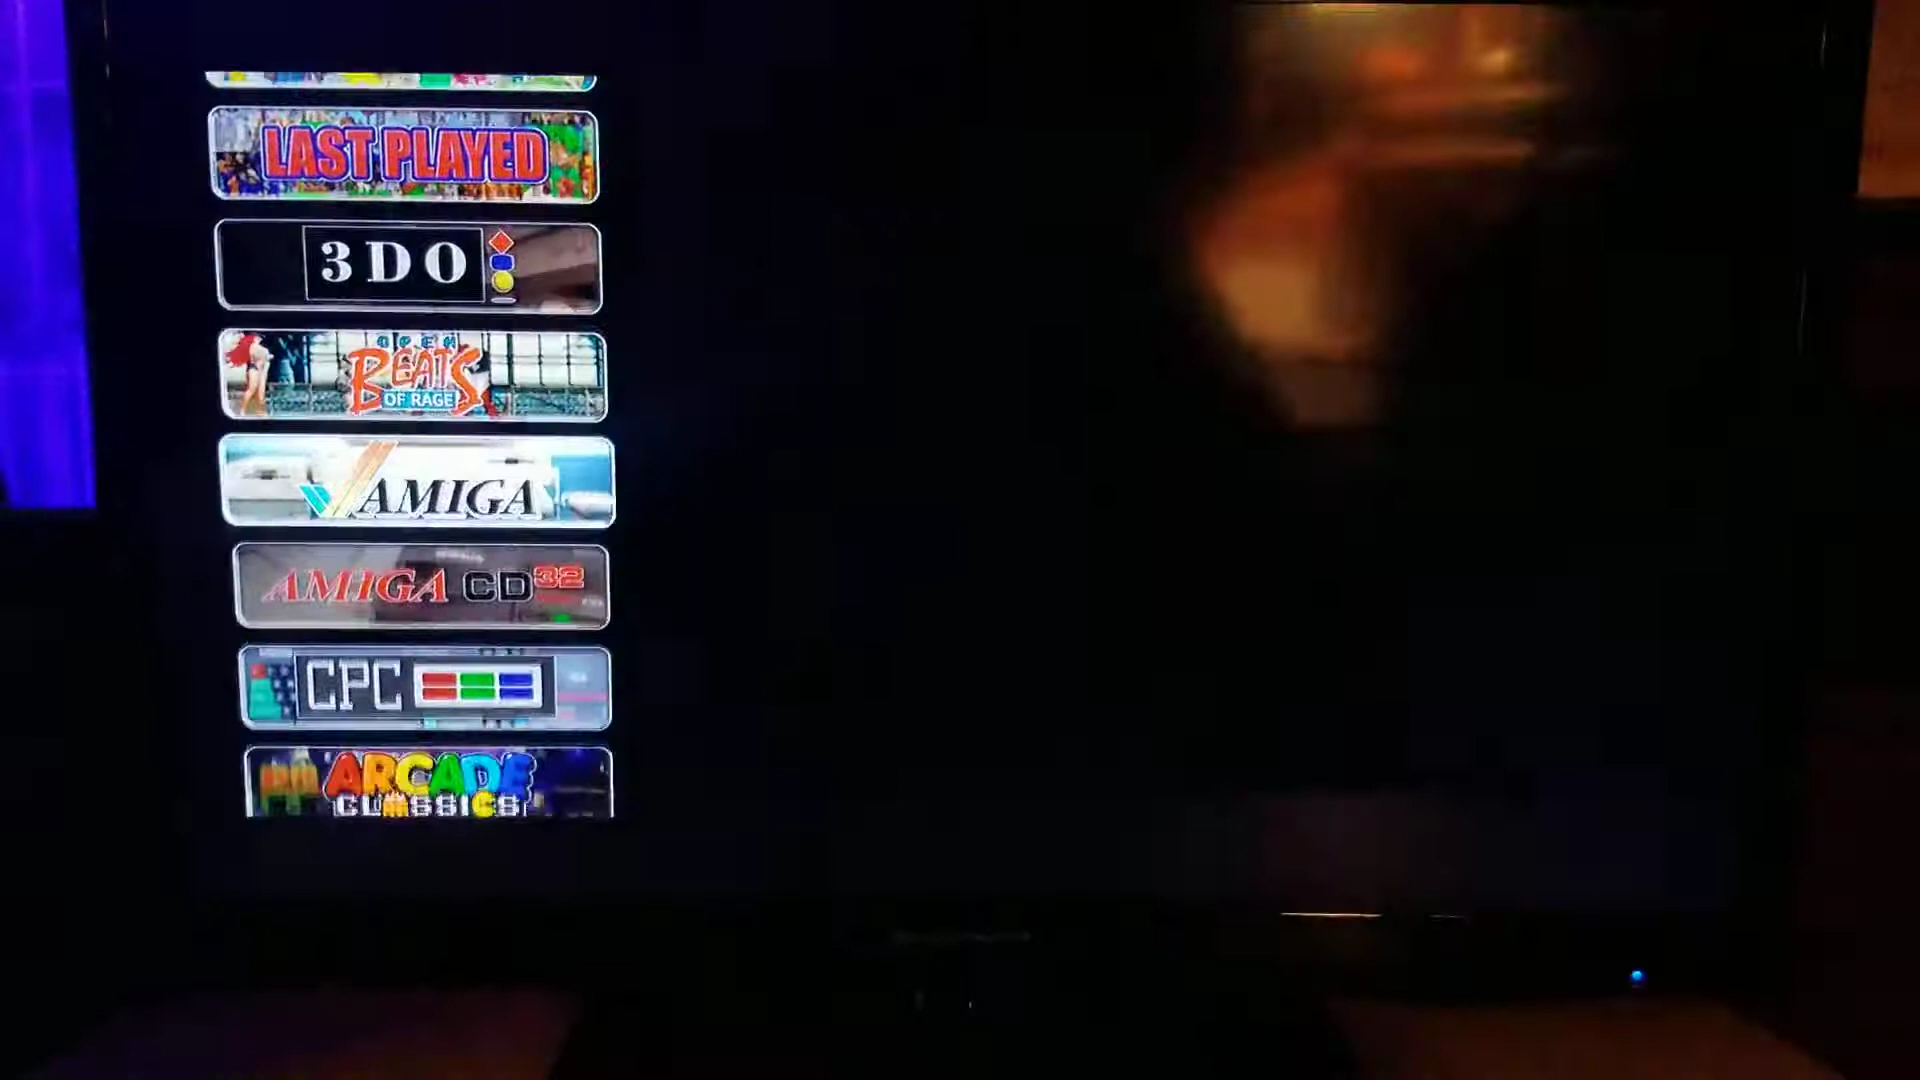 LAST PLAYED
3DO
OPEN
BEATS
OF RAGE
AMIGA
AMIGA CD32
CPC
ARCADE
CLASSICS